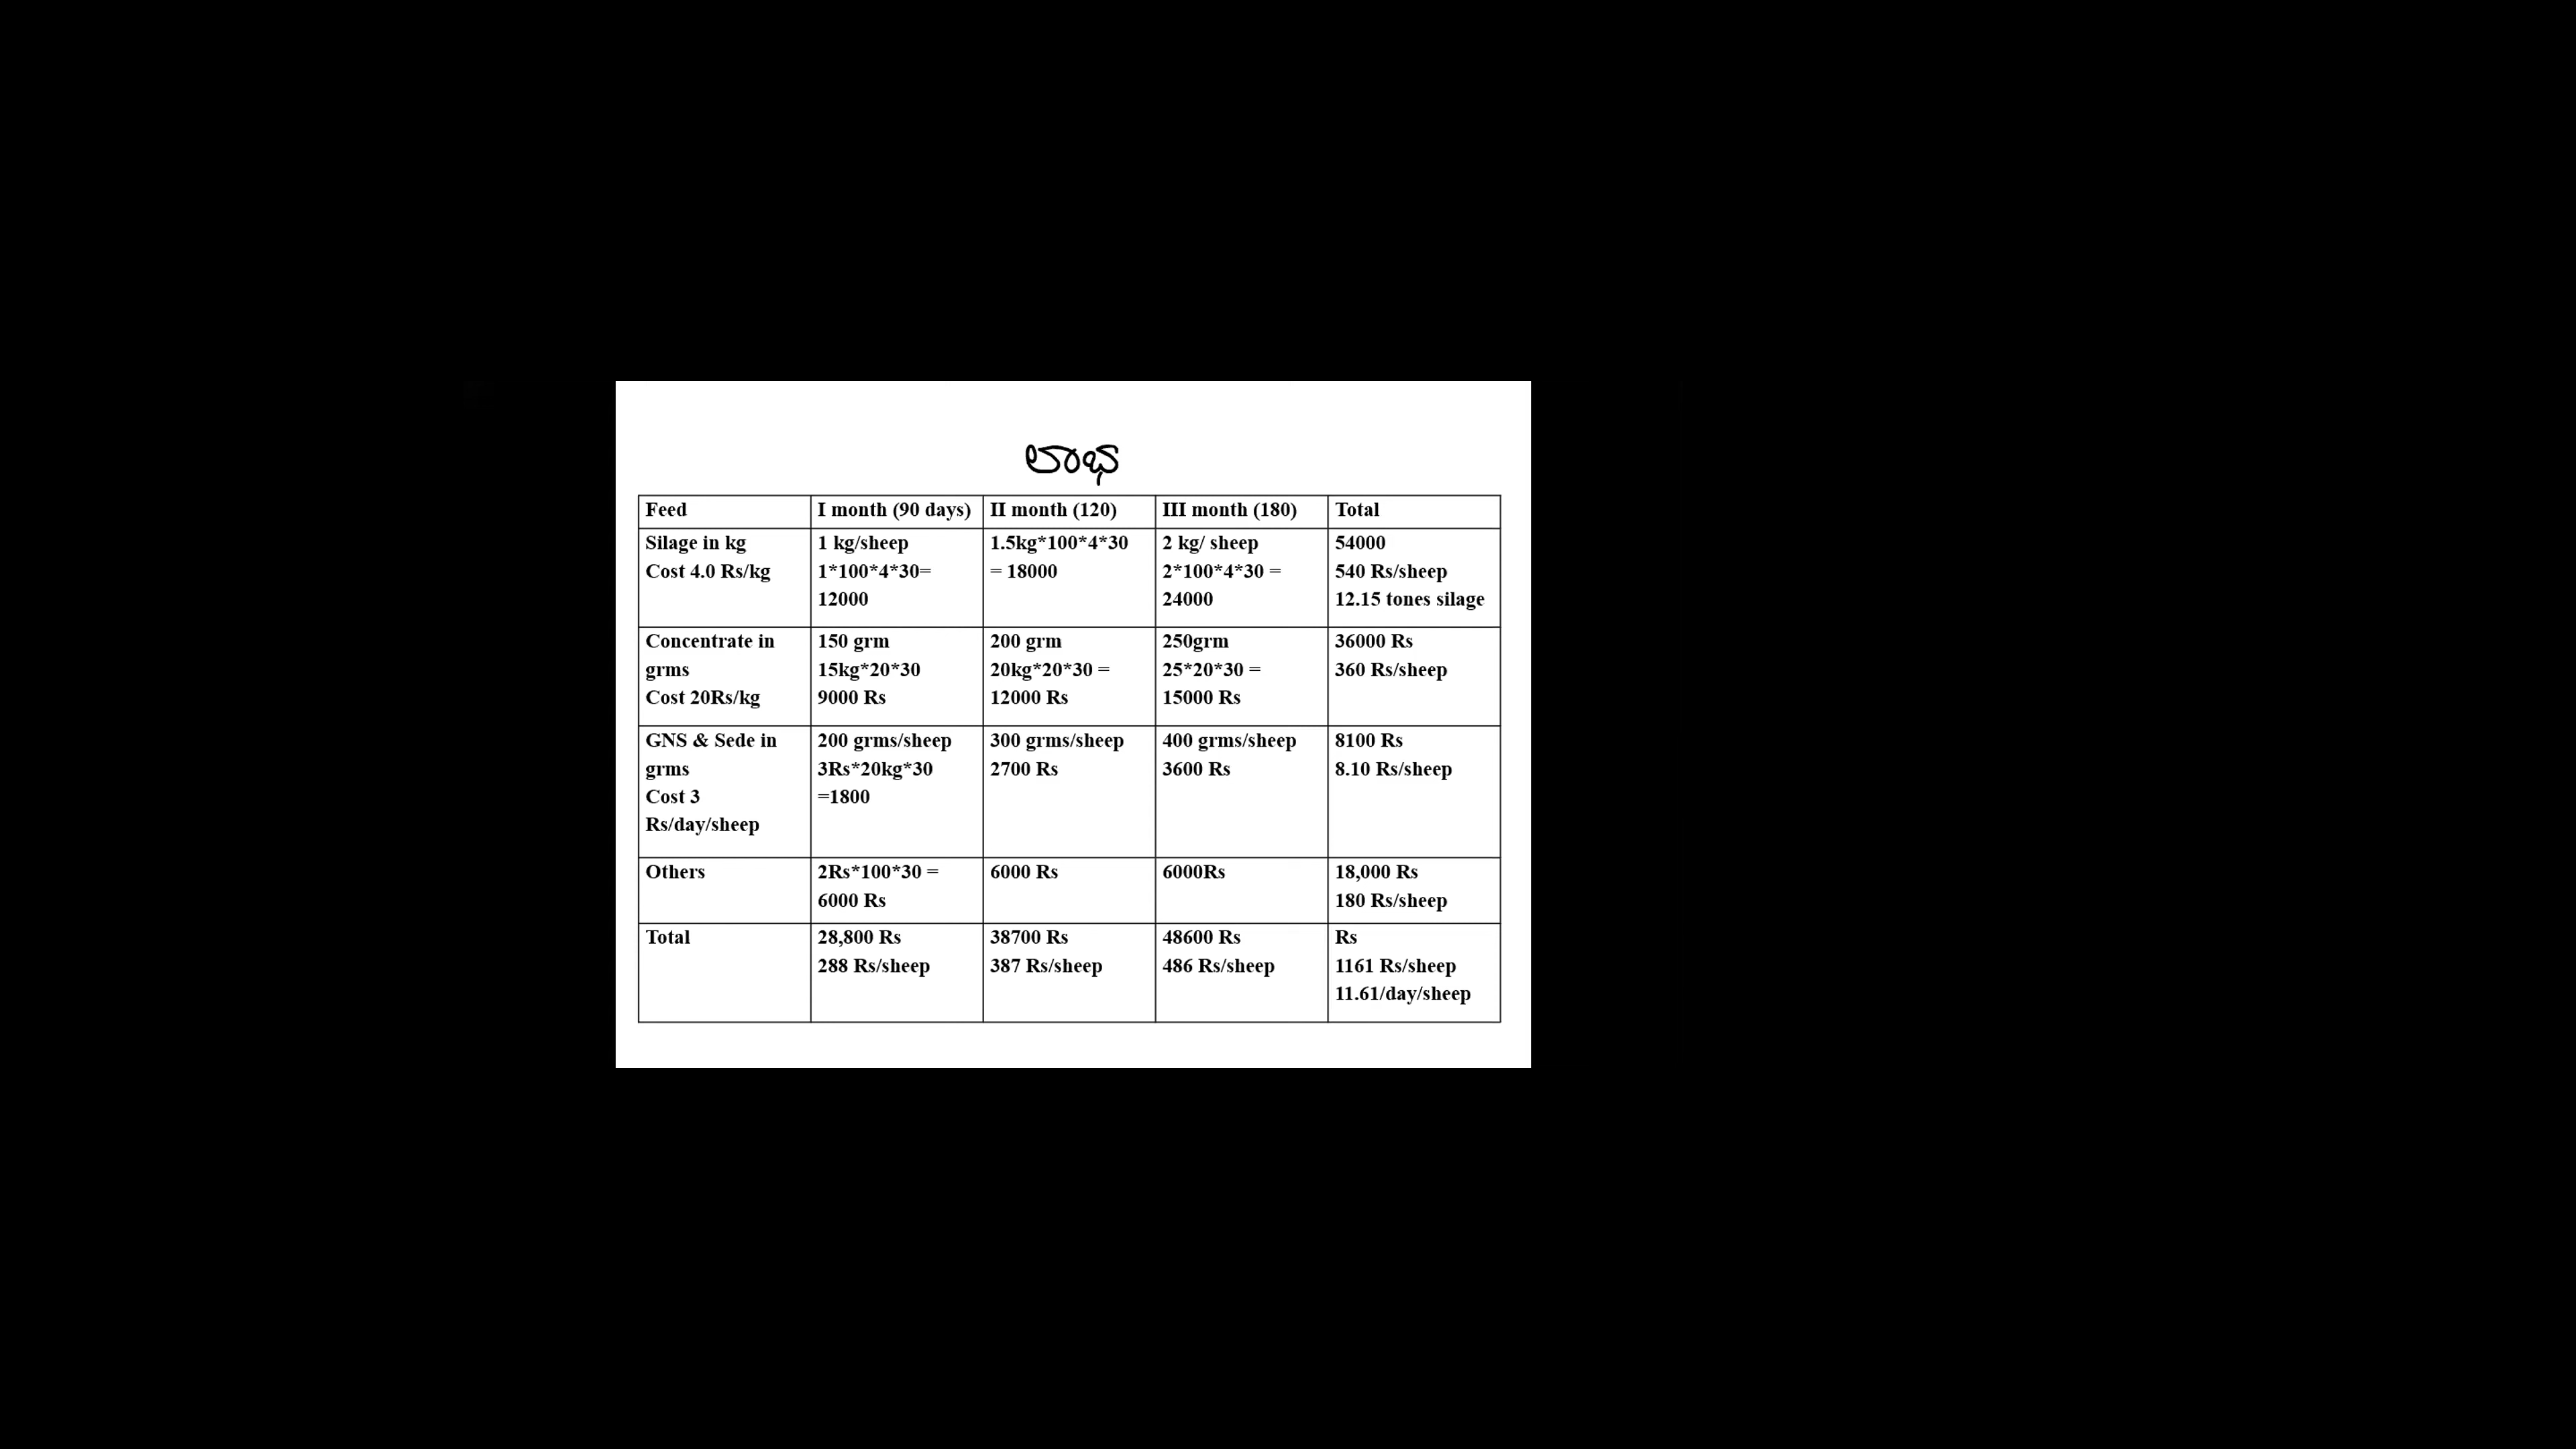 ಲಾಭ
Feed
I month (90 days)
II month (120)
III month (180)
Total
Silage in kg
Cost 4.0 Rs/kg
1 kg/sheep
1*100*4*30=
12000
1.5kg*100*4*30
= 18000
2 kg/ sheep
2*100*4*30 =
24000
54000
540 Rs/sheep
12.15 tones silage
Concentrate in
grms
Cost 20Rs/kg
150 grm
15kg*20*30
9000 Rs
200 grm
20kg*20*30 =
12000 Rs
250grm
25*20*30 =
15000 Rs
36000 Rs
360 Rs/sheep
GNS & Sede in
grms
Cost 3
Rs/day/sheep
200 grms/sheep
3Rs*20kg*30
=1800
300 grms/sheep
2700 Rs
400 grms/sheep
3600 Rs
8100 Rs
8.10 Rs/sheep
Others
2Rs*100*30 =
6000 Rs
6000 Rs
6000Rs
18,000 Rs
180 Rs/sheep
Total
28,800 Rs
288 Rs/sheep
38700 Rs
387 Rs/sheep
48600 Rs
486 Rs/sheep
Rs
1161 Rs/sheep
11.61/day/sheep